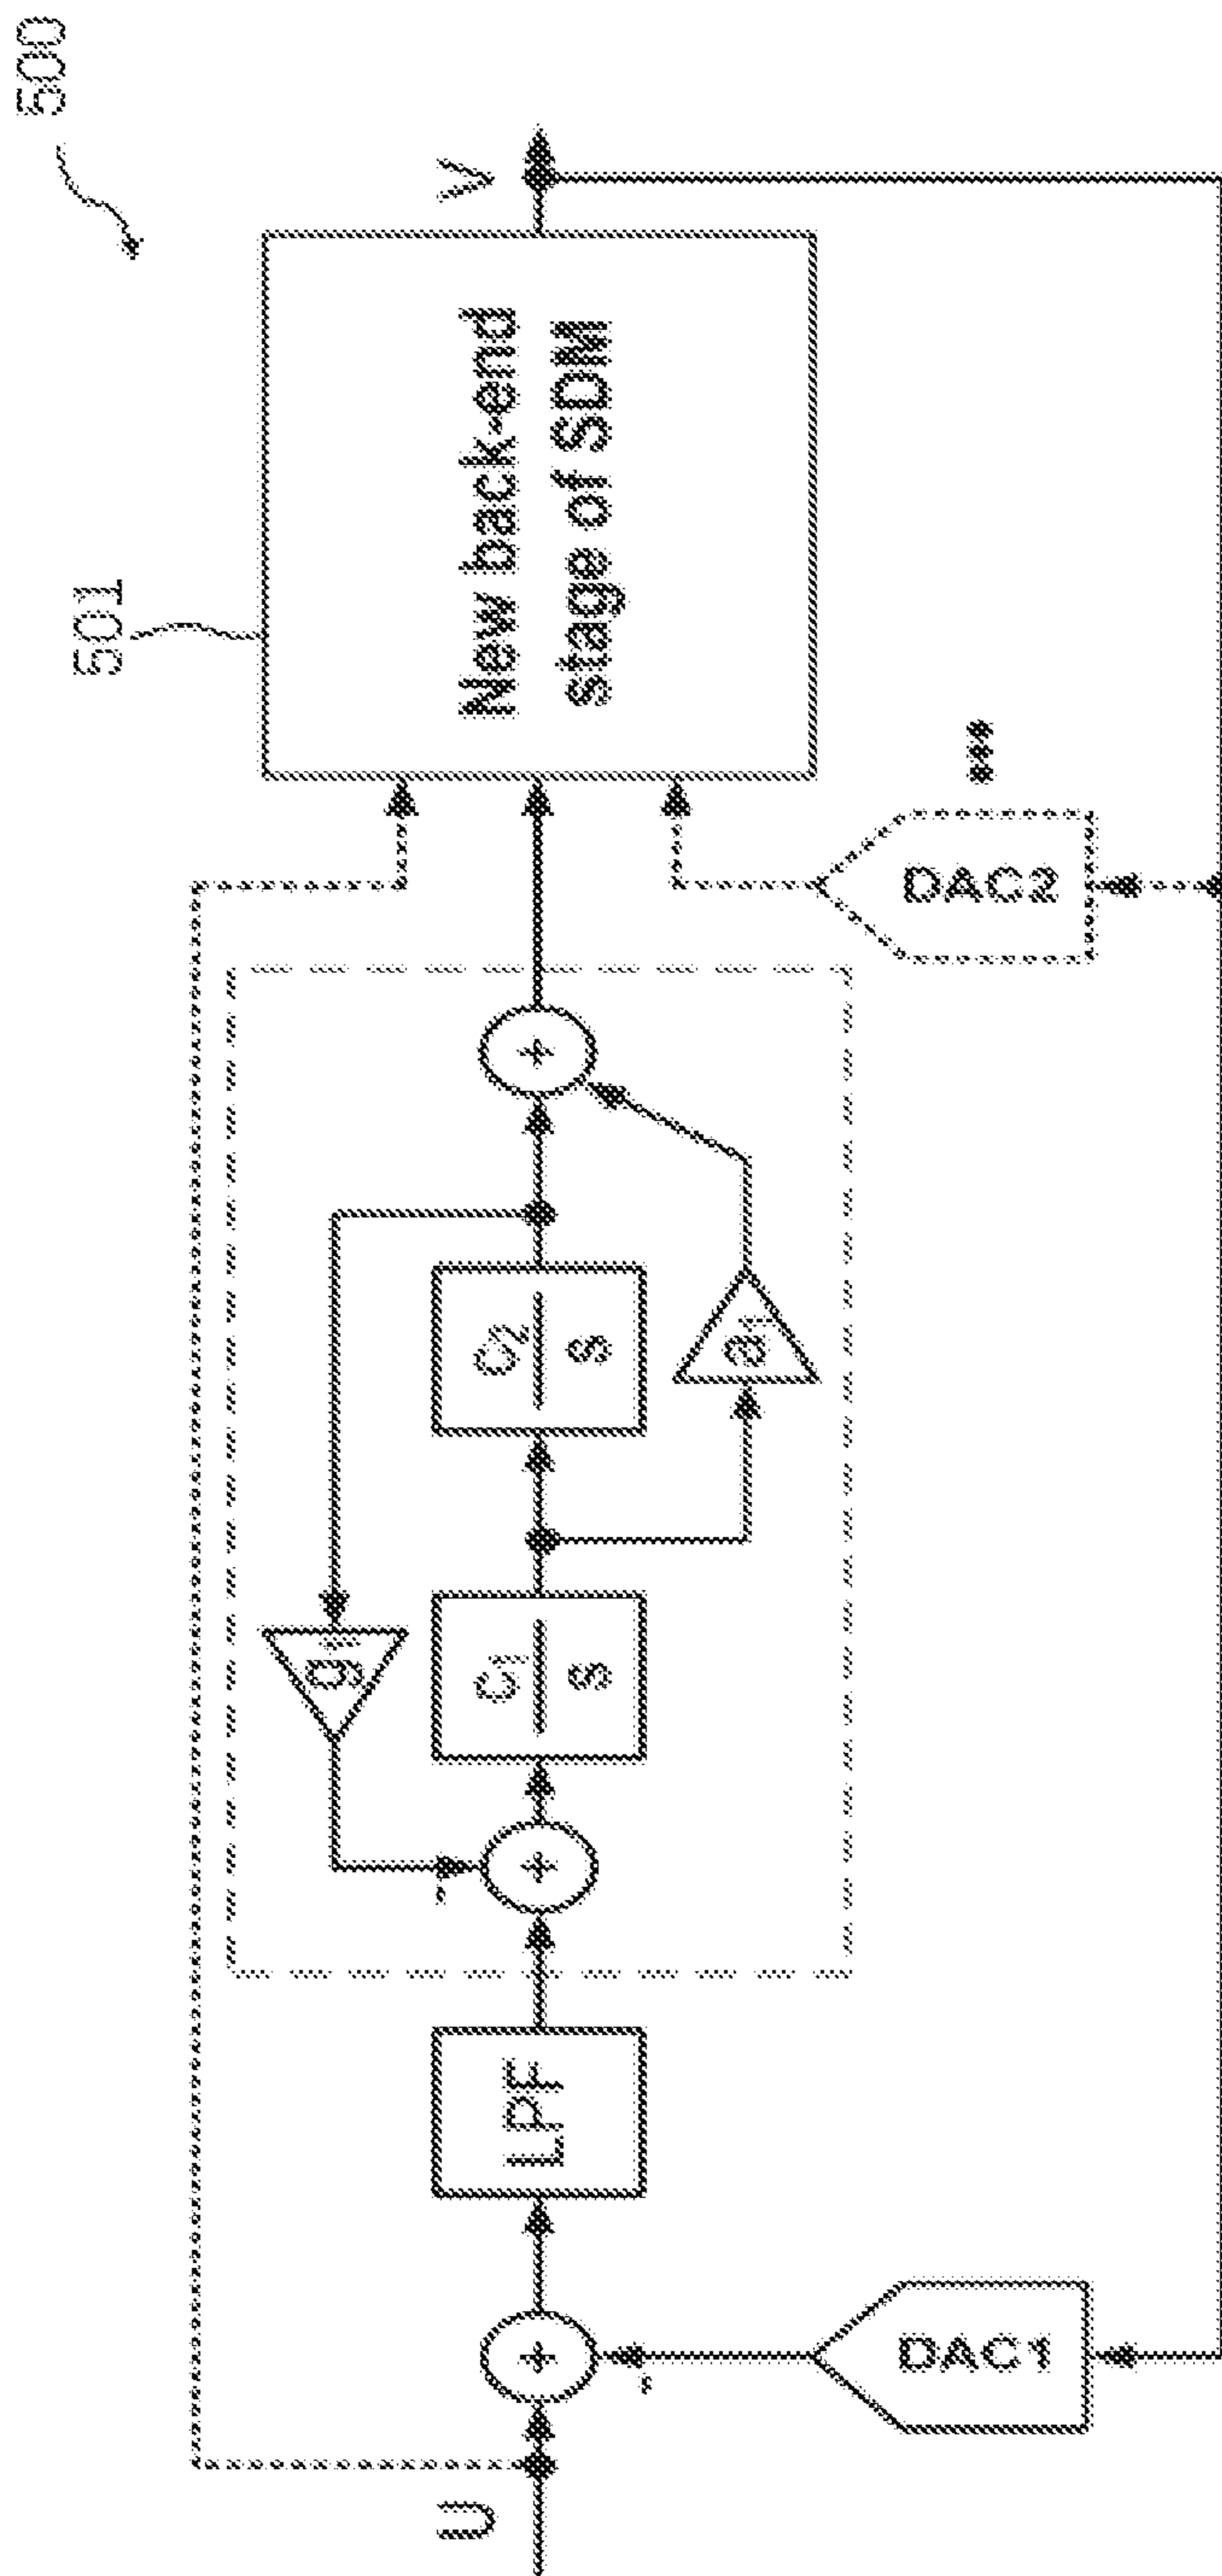 500
501
U
+
-
LPF
+
-
g1
C1
S
C2
S
a1
+
New back-end
stage of SDM
V
DAC1
DAC2
...